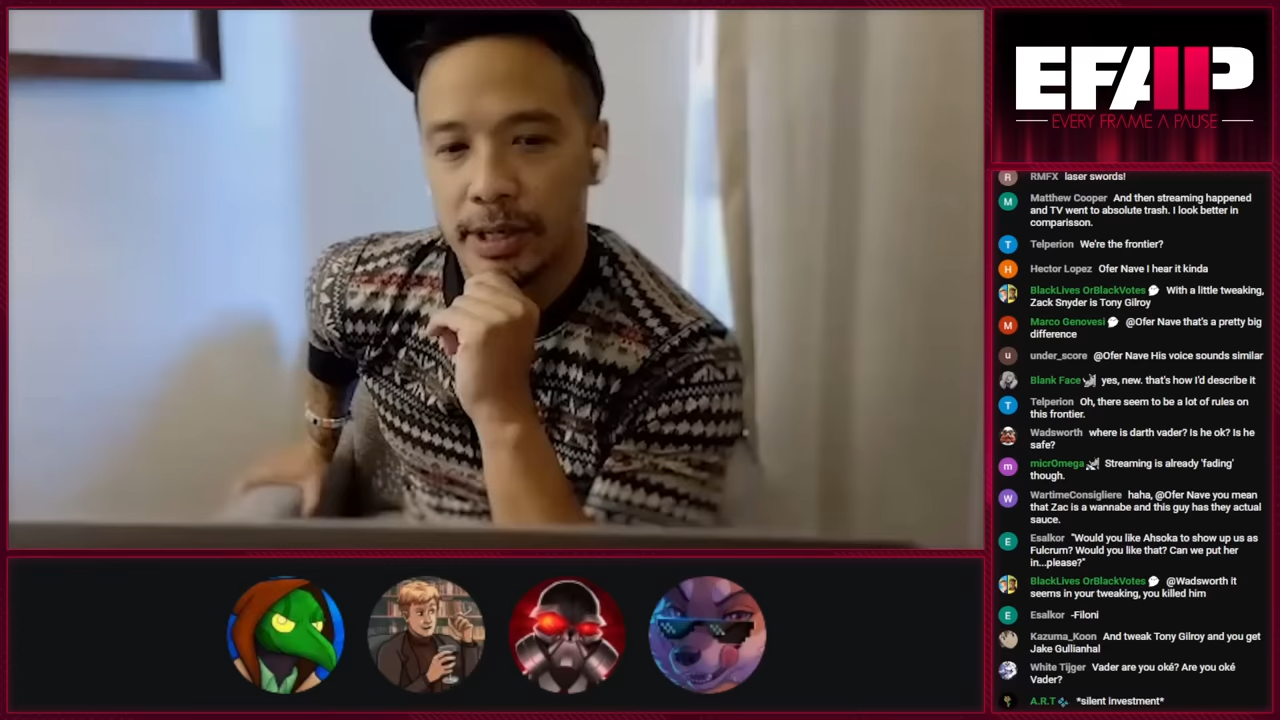 EFAP
EVERY FRAME A PAUSE
R RMFX laser swords!
M Matthew Cooper And then streaming happened
and TV went to absolute trash. I look better in
comparisson.
T Telperion We're the frontier?
H Hector Lopez Ofer Nave I hear it kinda
BlackLives OrBlackVotes With a little tweaking,
Zack Snyder is Tony Gilroy
M Marco Genovesi @Ofer Nave that's a pretty big
difference
u under_score @Ofer Nave His voice sounds similar
Blank Face yes, new. that's how I'd describe it
T Telperion Oh, there seem to be a lot of rules on
this frontier.
Wadsworth where is darth vader? Is he ok? Is he
safe?
m micr0mega Streaming is already 'fading'
though.
W WartimeConsigliere haha, @Ofer Nave you mean
that Zac is a wannabe and this guy has they actual
sauce.
E Esalkor "Would you like Ahsoka to show up us as
Fulcrum? Would you like that? Can we put her
in...please?"
BlackLives OrBlackVotes @Wadsworth it
seems in your tweaking, you killed him
E Esalkor -Filoni
Kazuma_Koon And tweak Tony Gilroy and you get
Jake Gullianhal
White Tijger Vader are you oké? Are you oké
Vader?
A.R.T *silent investment*